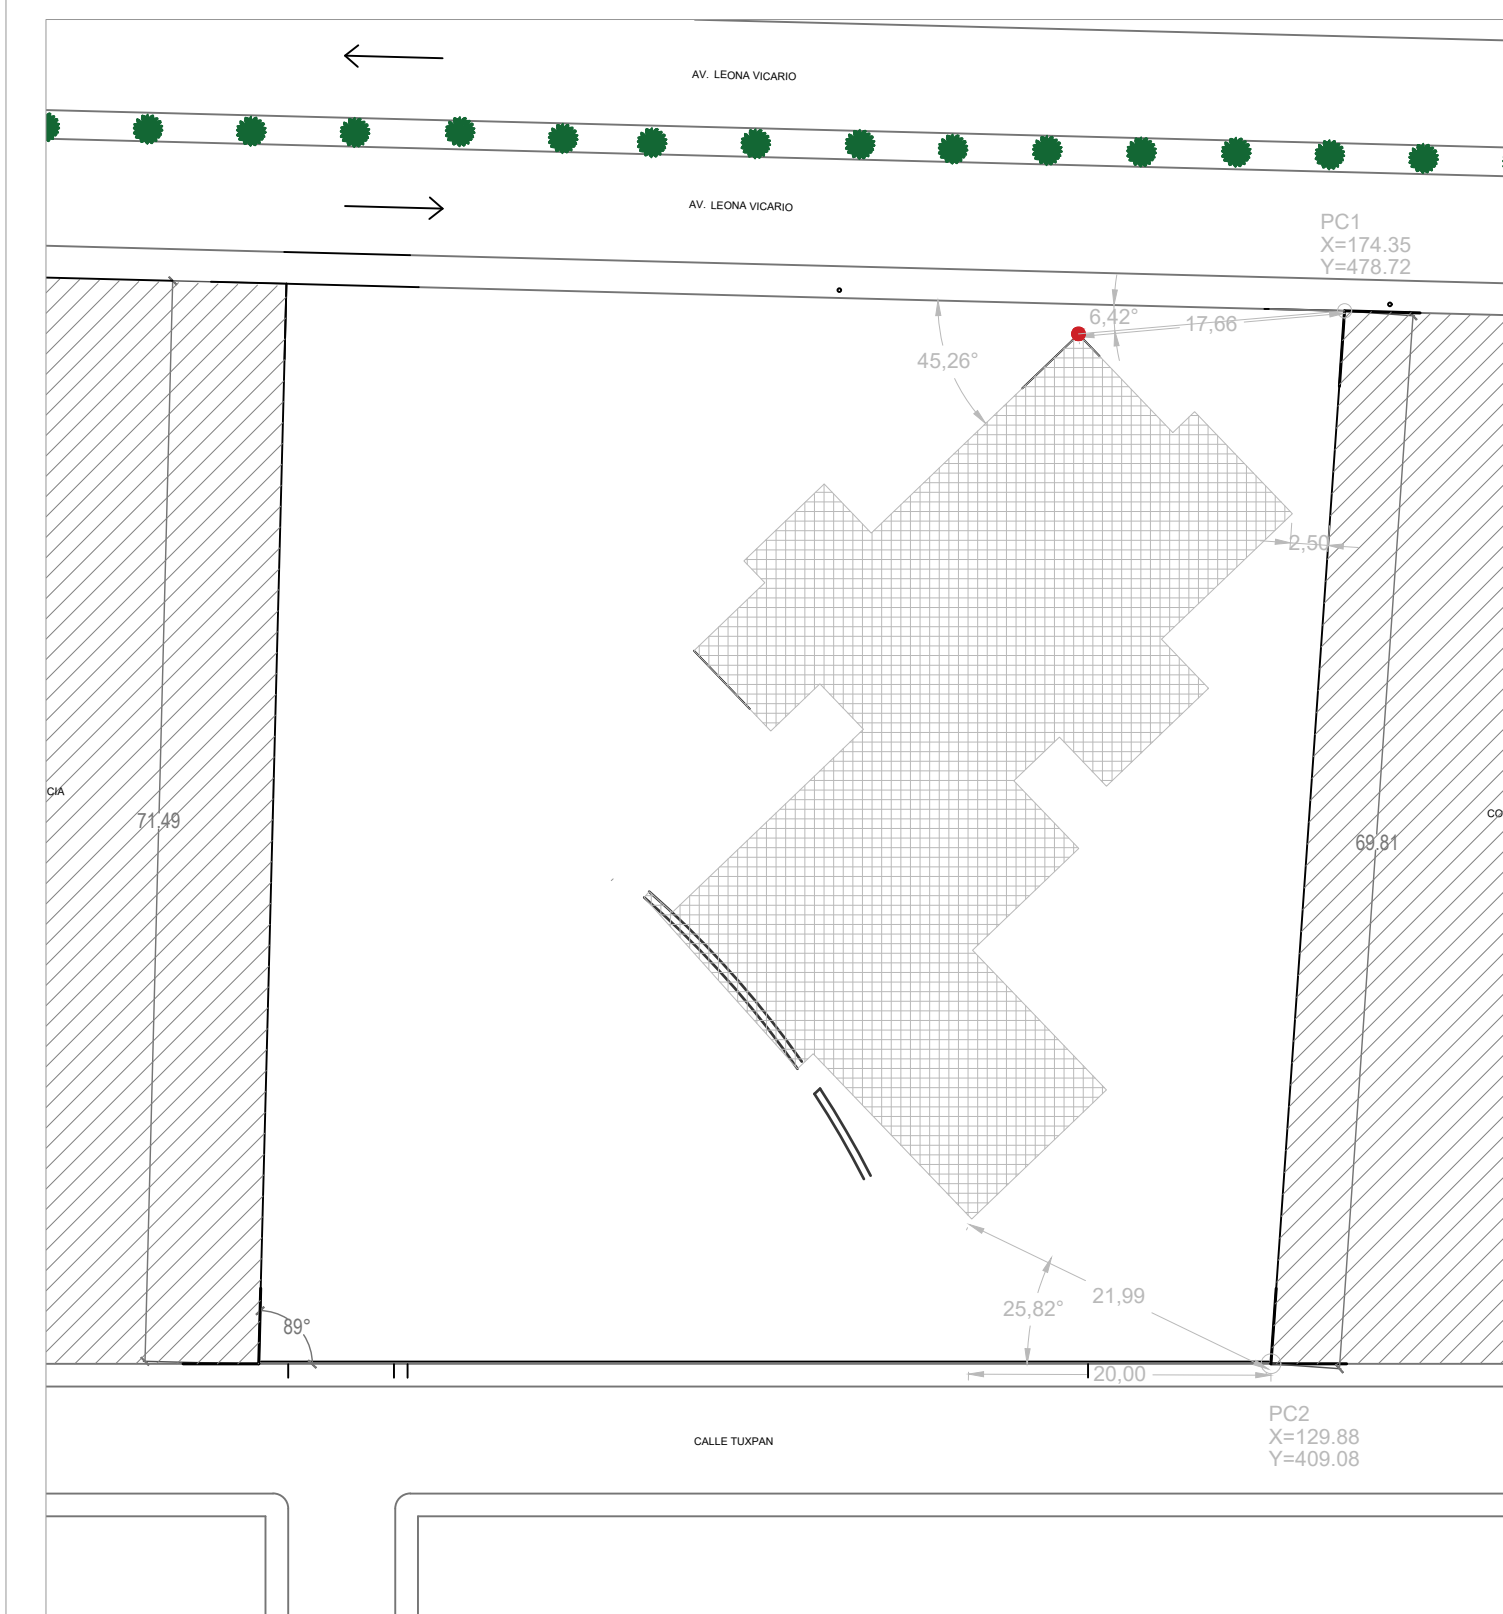 AV. LEONA VICARIO
AV. LEONA VICARIO
PC1
X=174.35
Y=478.72
6,42°
17,66
45,26°
2,50
CIA
71.49
CO
69.81
21,99
25,82°
89°
20,00
PC2
X=129.88
Y=409.08
CALLE TUXPAN